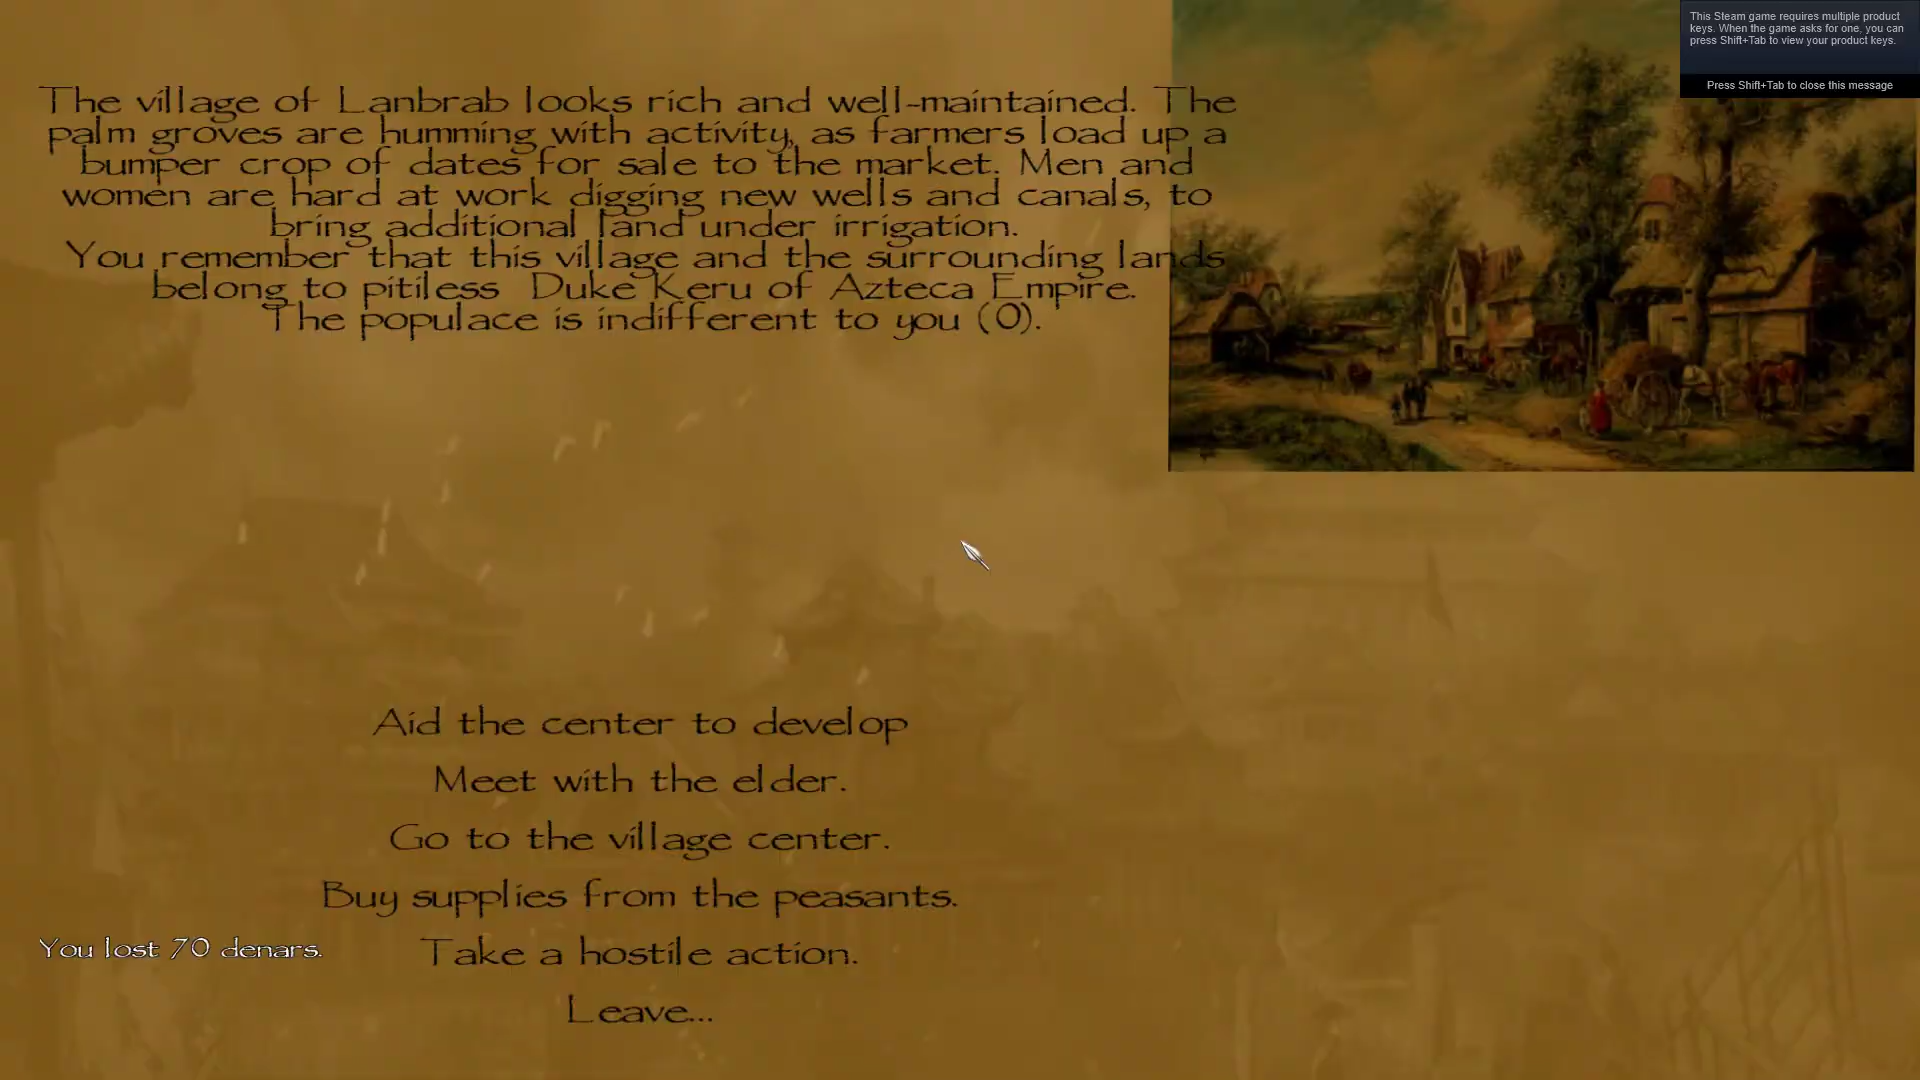 This Steam game requires multiple product
keys. When the game asks for one, you can
press Shift+Tab to view your product keys.
Press Shift+Tab to close this message
The village of Lanbrab looks rich and well-maintained. The
palm groves are humming with activity, as farmers load up a
bumper crop of dates for sale to the market. Men and
women are hard at work digging new wells and canals, to
bring additional land under irrigation.
You remember that this village and the surrounding lands
belong to pitiless Duke Keru of Azteca Empire.
The populace is indifferent to you (0).
Aid the center to develop
Meet with the elder.
Go to the village center.
Buy supplies from the peasants.
You lost 70 denars.
Take a hostile action.
Leave...